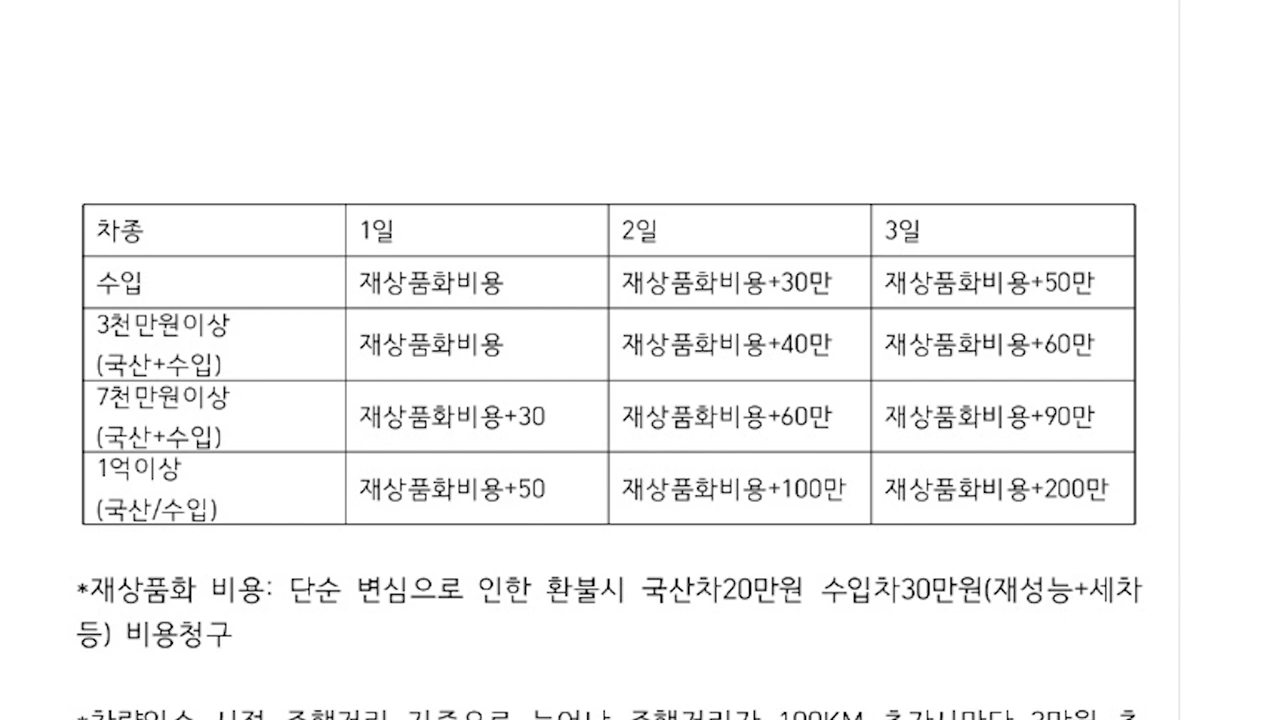 차종 1일 2일 3일
수입 재상품화비용 재상품화비용+30만 재상품화비용+50만
3천만원이상
(국산+수입) 재상품화비용 재상품화비용+40만 재상품화비용+60만
7천만원이상
(국산+수입) 재상품화비용+30 재상품화비용+60만 재상품화비용+90만
1억이상
(국산/수입) 재상품화비용+50 재상품화비용+100만 재상품화비용+200만
*재상품화 비용: 단순 변심으로 인한 환불시 국산차20만원 수입차30만원(재성능+세차
등) 비용청구